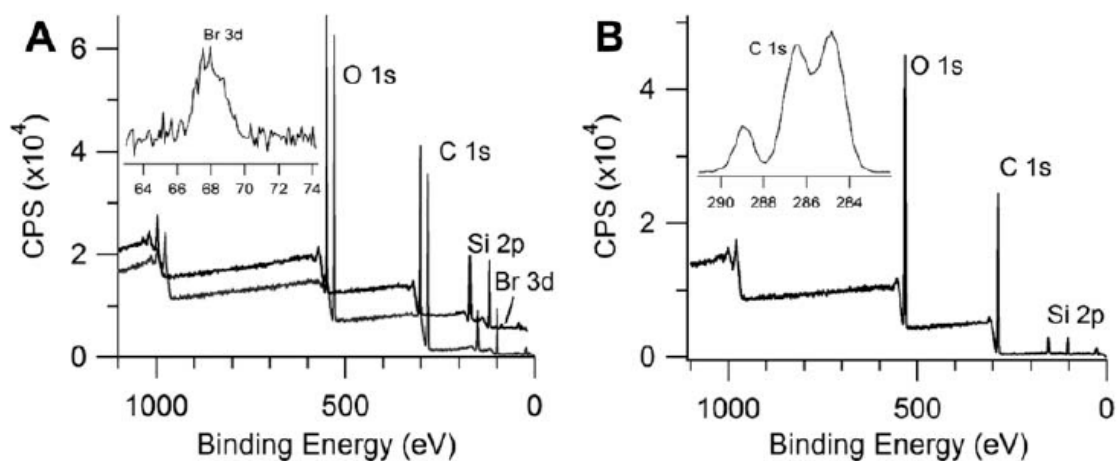 A
Br 3d
64 66 68 70 72 74
O 1s
C 1s
Si 2p
Br 3d
6
4
2
0
CPS (x10⁴)
1000 500 0
Binding Energy (eV)
B
C 1s
290 288 286 284
O 1s
C 1s
Si 2p
4
2
0
CPS (x10⁴)
1000 500 0
Binding Energy (eV)